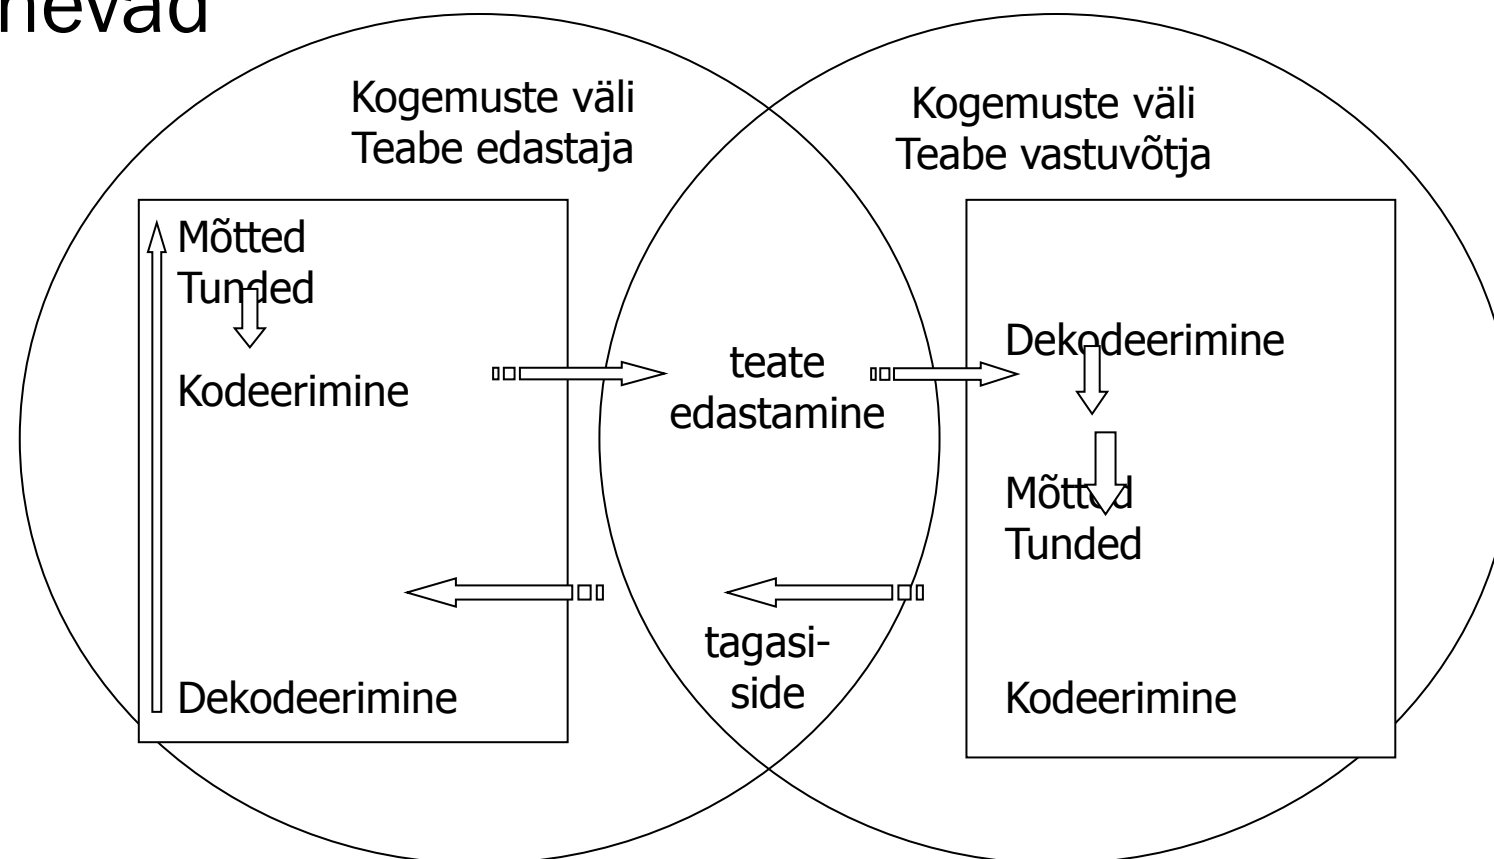 Kogemuste väli
Teabe edastaja
Kogemuste väli
Teabe vastuvõtja
Mõtted
Tunded
Kodeerimine
Dekodeerimine
teate
edastamine
tagasi-
side
Dekodeerimine
Mõtted
Tunded
Kodeerimine